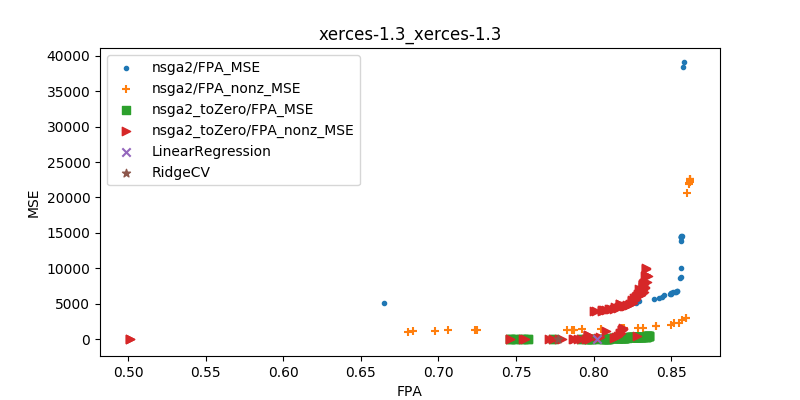 xerces-1.3_xerces-1.3
40000
35000
30000
25000
20000
15000
10000
5000
0
MSE
nsga2/FPA_MSE
nsga2/FPA_nonz_MSE
nsga2_toZero/FPA_MSE
nsga2_toZero/FPA_nonz_MSE
LinearRegression
RidgeCV
0.50 0.55 0.60 0.65 0.70 0.75 0.80 0.85
FPA